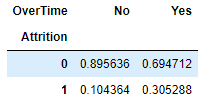 OverTime No Yes
Attrition
0 0.895636 0.694712
1 0.104364 0.305288